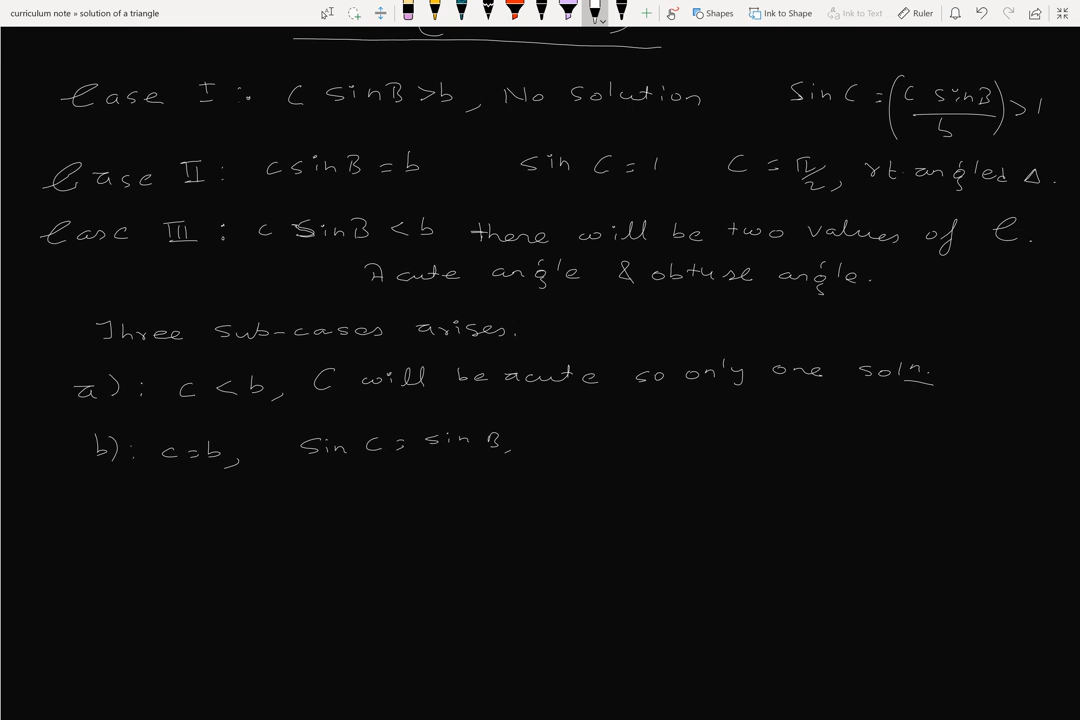 curriculum note » solution of a triangle
Shapes Ink to Shape Ink to Text Ruler
Case I : c sinB > b, No solution sinC = (c sinB / b) > 1
Case II : c sinB = b sin C = 1 C = π/2, rt. angled Δ.
Case III : c sinB < b there will be two values of C.
Acute angle & obtuse angle.
Three sub-cases arises.
a) : c < b, C will be acute so only one soln.
b) : c = b, sin C = sin B,